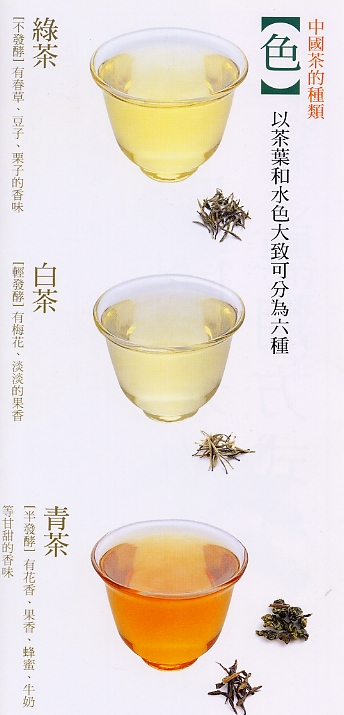 中國茶的種類
【色】
以茶葉和水色大致可分為六種
綠茶
[不發酵]有春草、豆子、栗子的香味
白茶
[輕發酵]有梅花、淡淡的果香
青茶
[半發酵]有花香、果香、蜂蜜、牛奶
等甘甜的香味